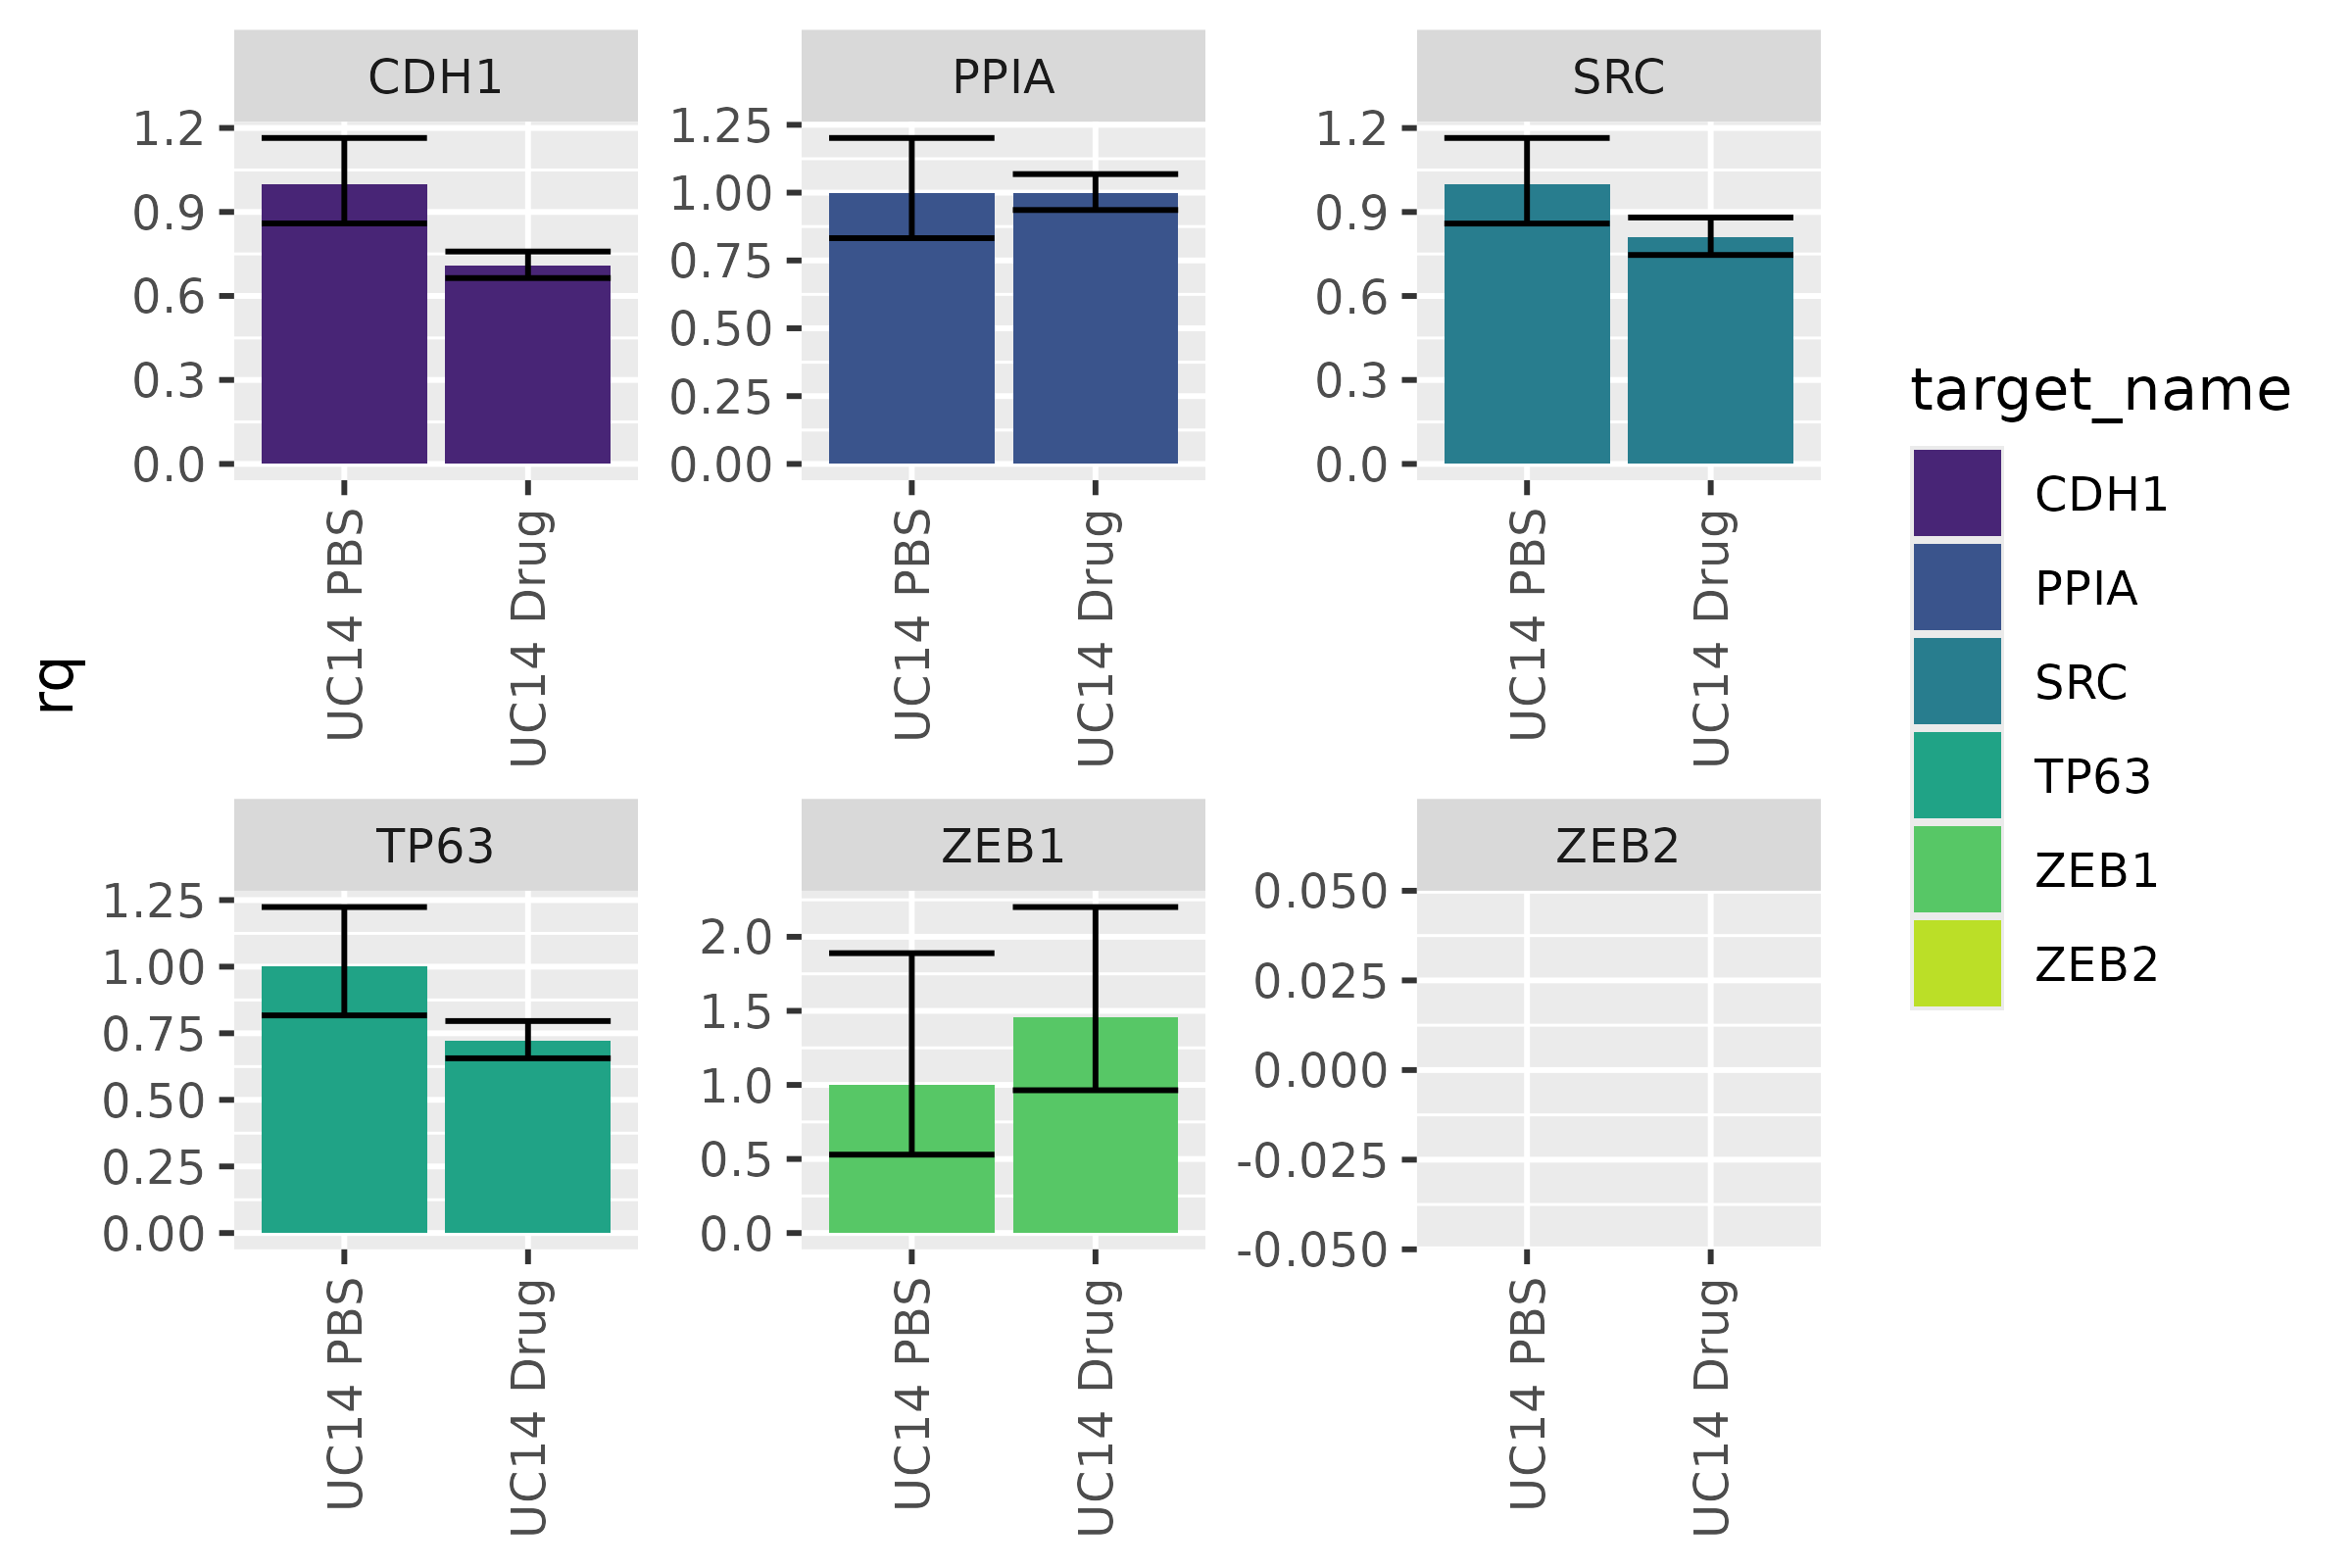 CDH1
PPIA
SRC
1.2
0.9
0.6
0.3
0.0
1.25
1.00
0.75
0.50
0.25
0.00
1.2
0.9
0.6
0.3
0.0
UC14 PBS
UC14 Drug
UC14 PBS
UC14 Drug
UC14 PBS
UC14 Drug
rq
TP63
ZEB1
ZEB2
1.25
1.00
0.75
0.50
0.25
0.00
2.0
1.5
1.0
0.5
0.0
0.050
0.025
0.000
-0.025
-0.050
UC14 PBS
UC14 Drug
UC14 PBS
UC14 Drug
UC14 PBS
UC14 Drug
target_name
CDH1
PPIA
SRC
TP63
ZEB1
ZEB2